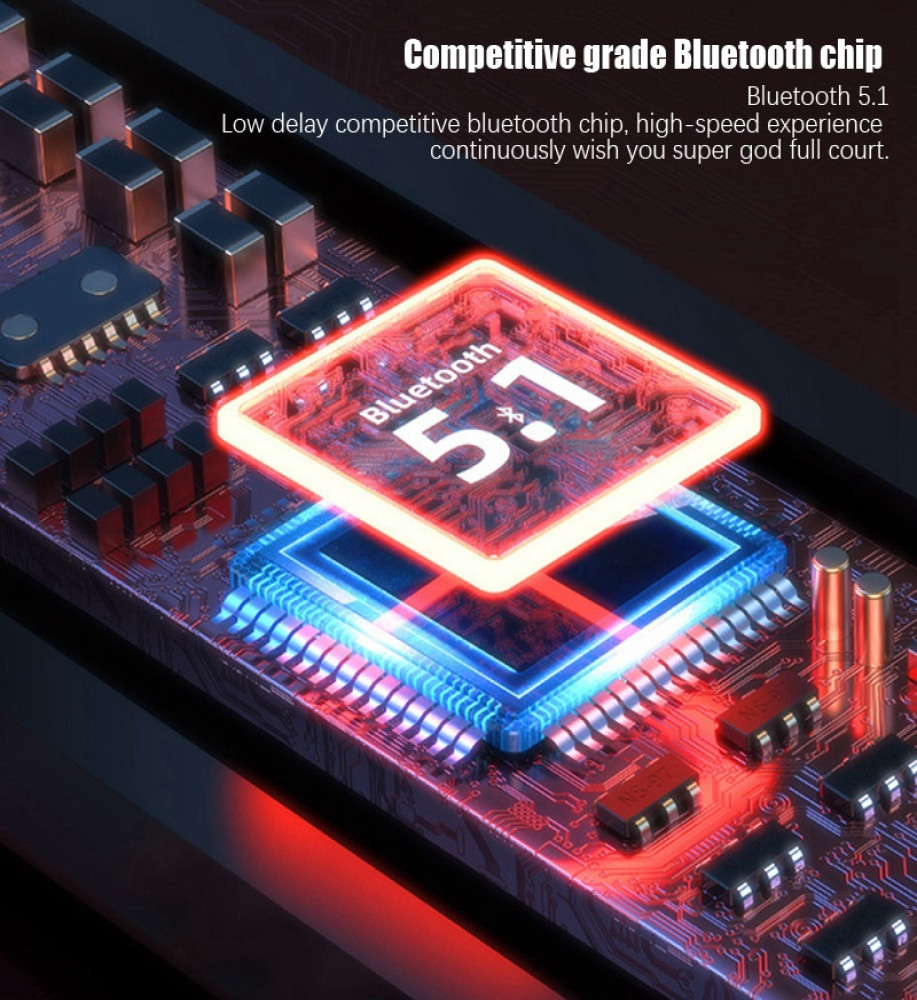 Competitive grade Bluetooth chip
Bluetooth 5.1
Low delay competitive bluetooth chip, high-speed experience
continuously wish you super god full court.
Bluetooth
5.1